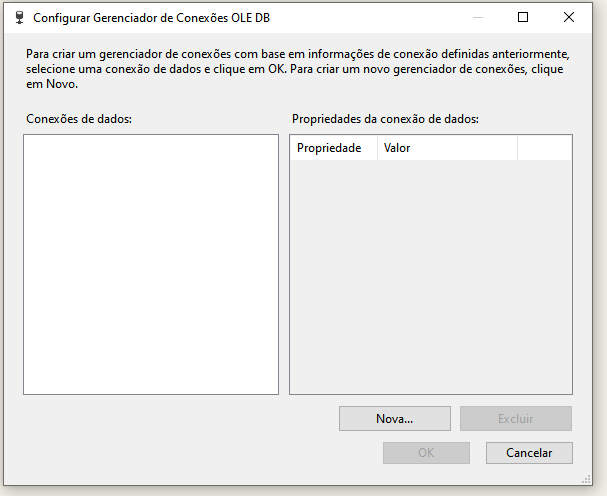 Configurar Gerenciador de Conexões OLE DB
Para criar um gerenciador de conexões com base em informações de conexão definidas anteriormente,
selecione uma conexão de dados e clique em OK. Para criar um novo gerenciador de conexões, clique
em Novo.
Conexões de dados:
Propriedades da conexão de dados:
Propriedade Valor
Nova... Excluir
OK Cancelar